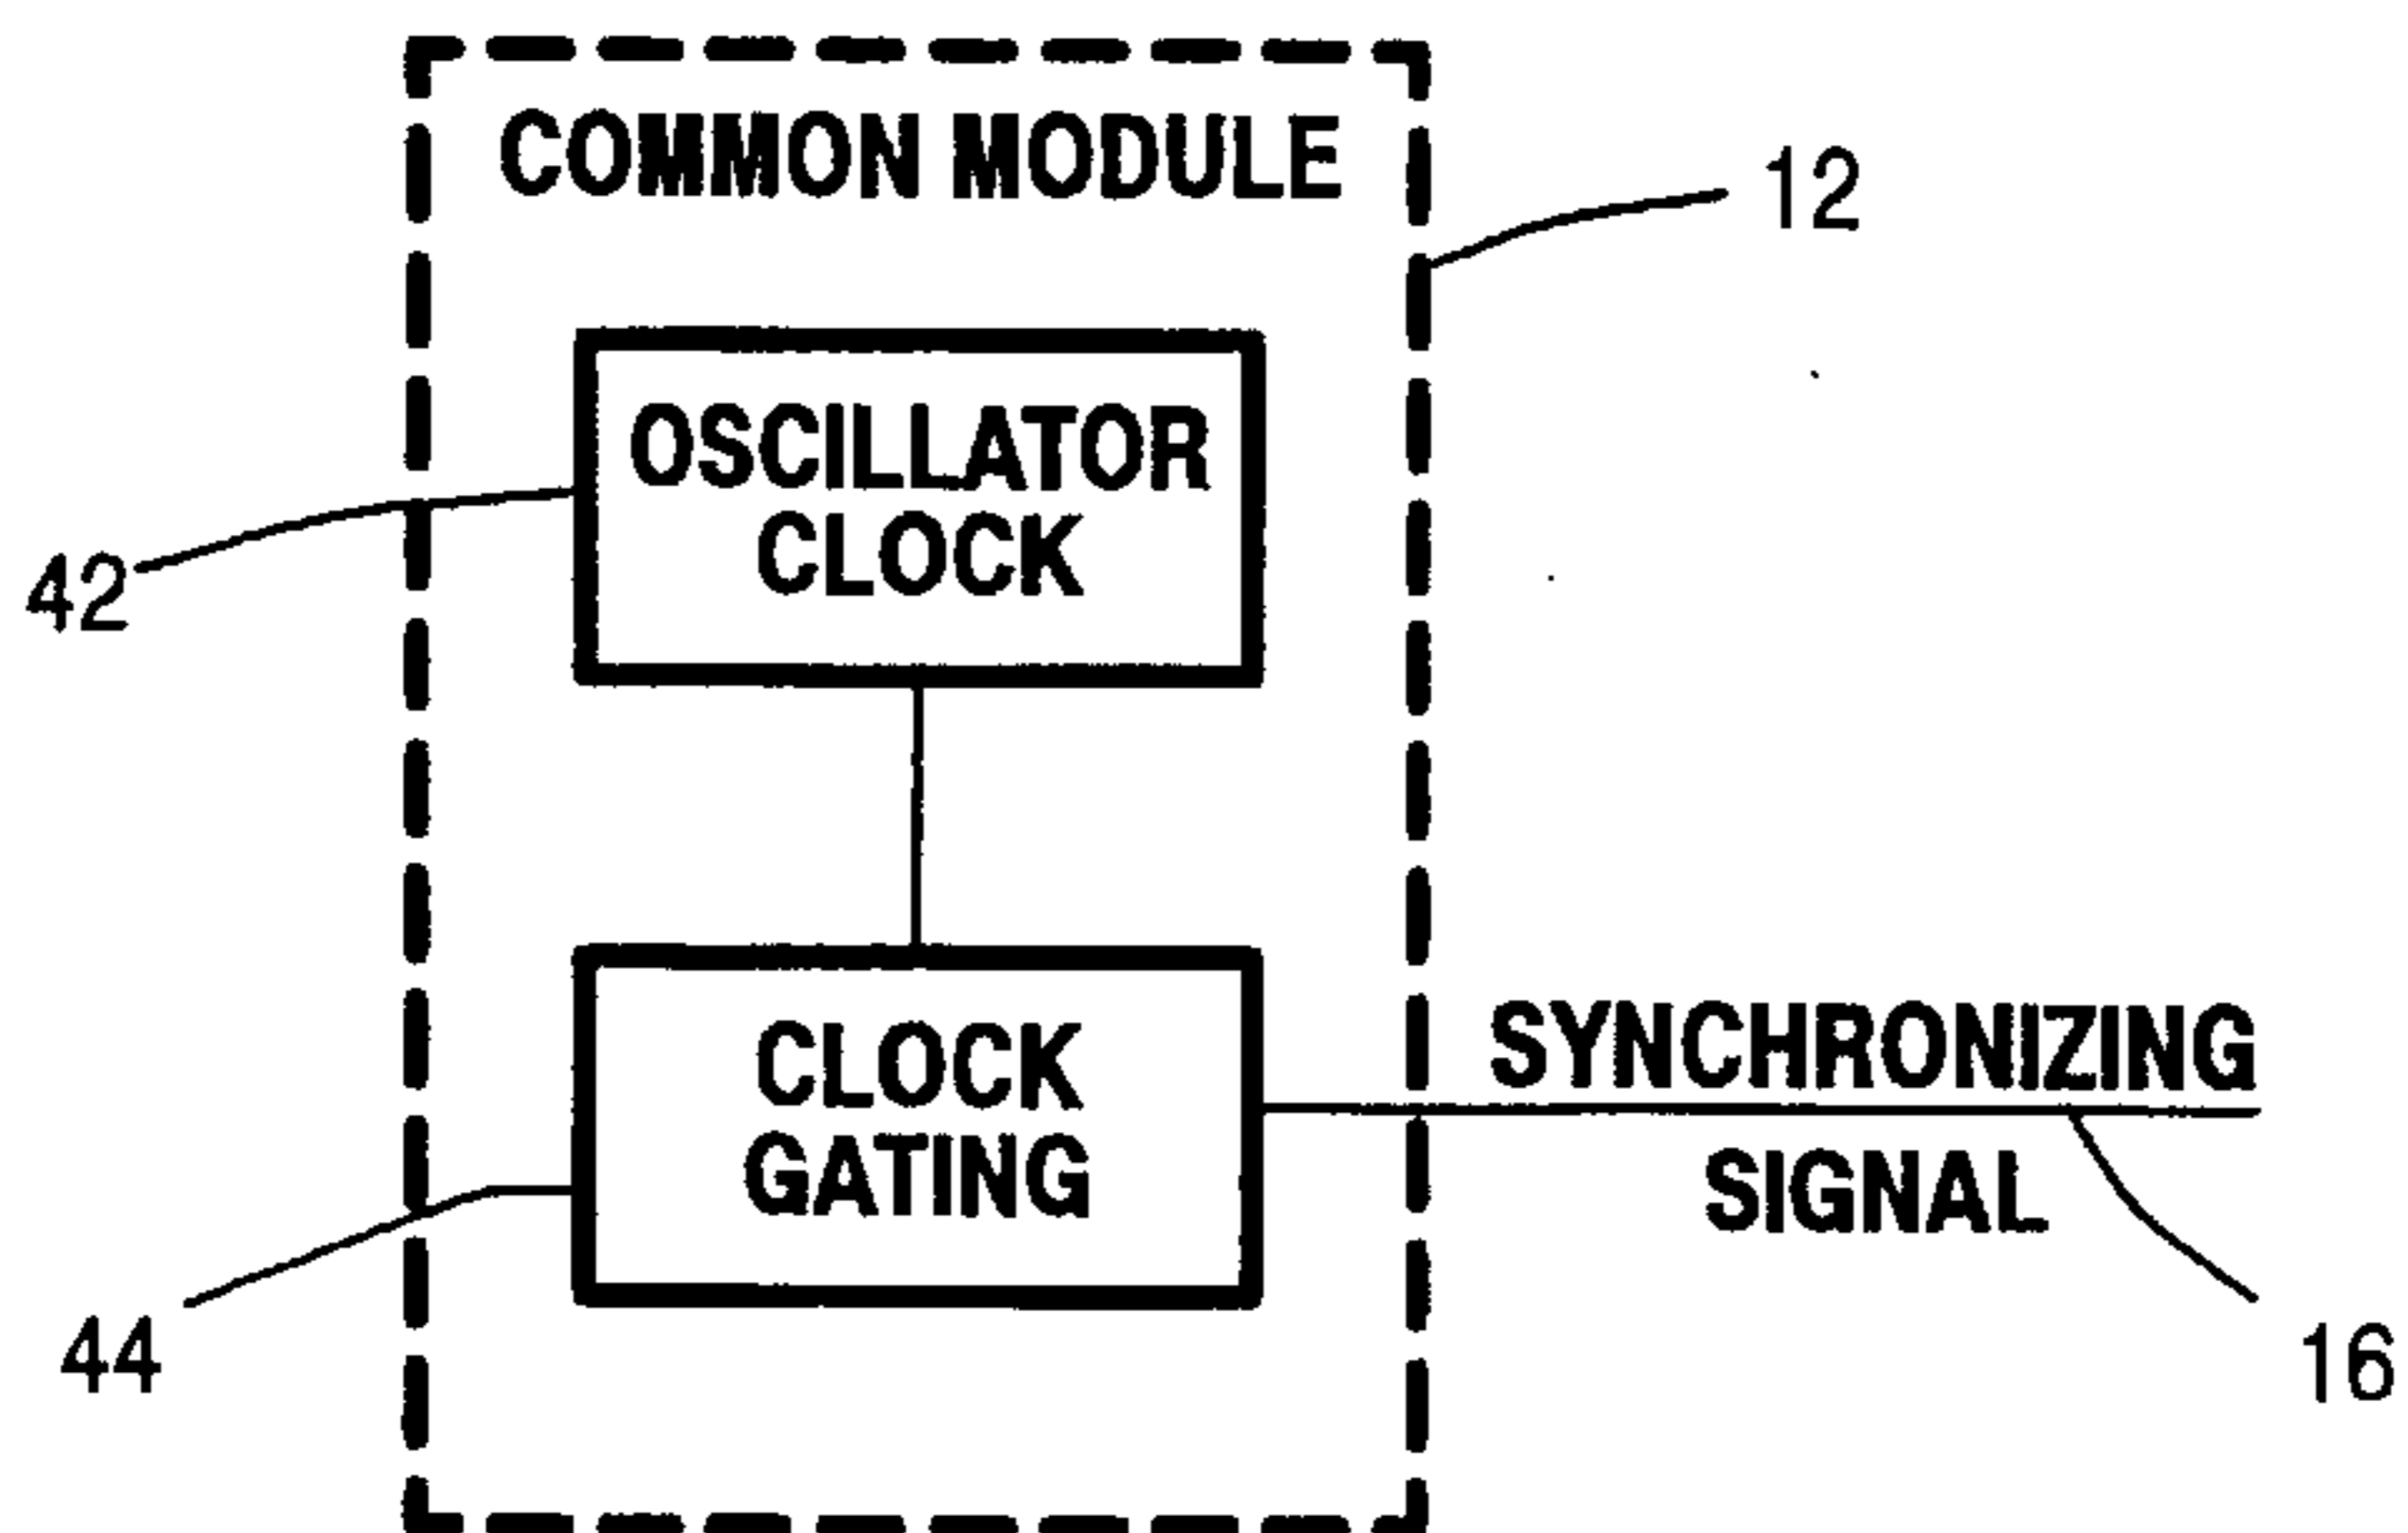 COMMON MODULE
12
OSCILLATOR
CLOCK
42
CLOCK
GATING
SYNCHRONIZING
SIGNAL
44
16